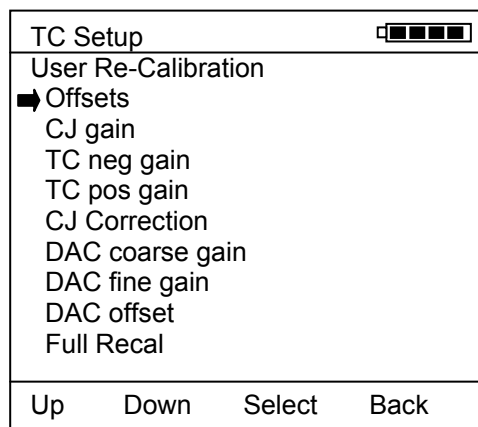 TC Setup
User Re-Calibration
Offsets
CJ gain
TC neg gain
TC pos gain
CJ Correction
DAC coarse gain
DAC fine gain
DAC offset
Full Recal
Up Down Select Back